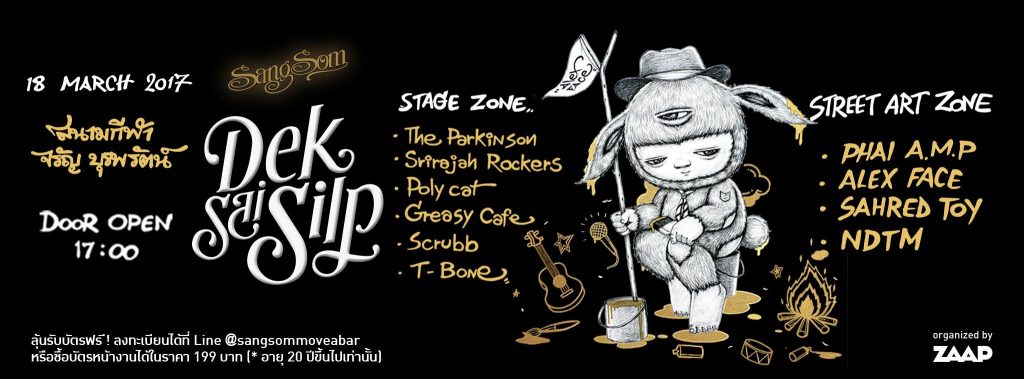 18 MARCH 2017
สนามกีฬา
จรัญ บุรพรัตน์
DOOR OPEN
17:00
SangSom
Dek
Sai Silp
STAGE ZONE..
• The Parkinson
• Srirajah Rockers
• Polycat
• Greasy Cafe
• Scrubb
• T-Bone
ALEX FACE
STREET ART ZONE
• PHAI A.M.P
• ALEX FACE
• SAHRED TOY
• NDTM
ลุ้นรับบัตรฟรี! ลงทะเบียนได้ที่ Line @sangsommoveabar
หรือซื้อบัตรหน้างานได้ในราคา 199 บาท (* อายุ 20 ปีขึ้นไปเท่านั้น)
organized by
ZAAP